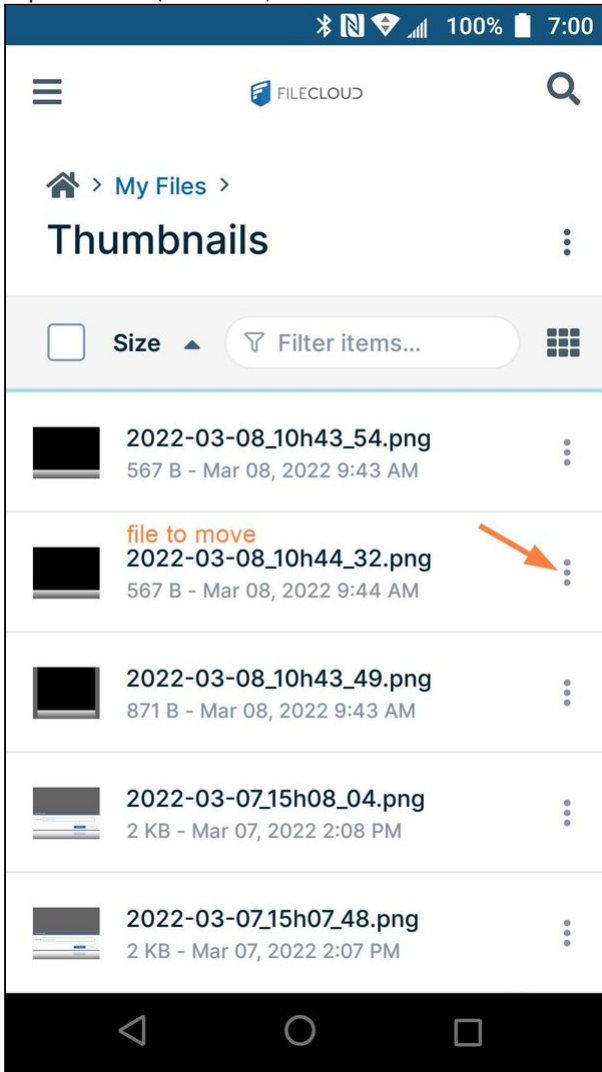 100% 7:00
FILECLOUD
> My Files >
Thumbnails
Size Filter items...
2022-03-08_10h43_54.png
567 B - Mar 08, 2022 9:43 AM
file to move
2022-03-08_10h44_32.png
567 B - Mar 08, 2022 9:44 AM
2022-03-08_10h43_49.png
871 B - Mar 08, 2022 9:43 AM
2022-03-07_15h08_04.png
2 KB - Mar 07, 2022 2:08 PM
2022-03-07_15h07_48.png
2 KB - Mar 07, 2022 2:07 PM